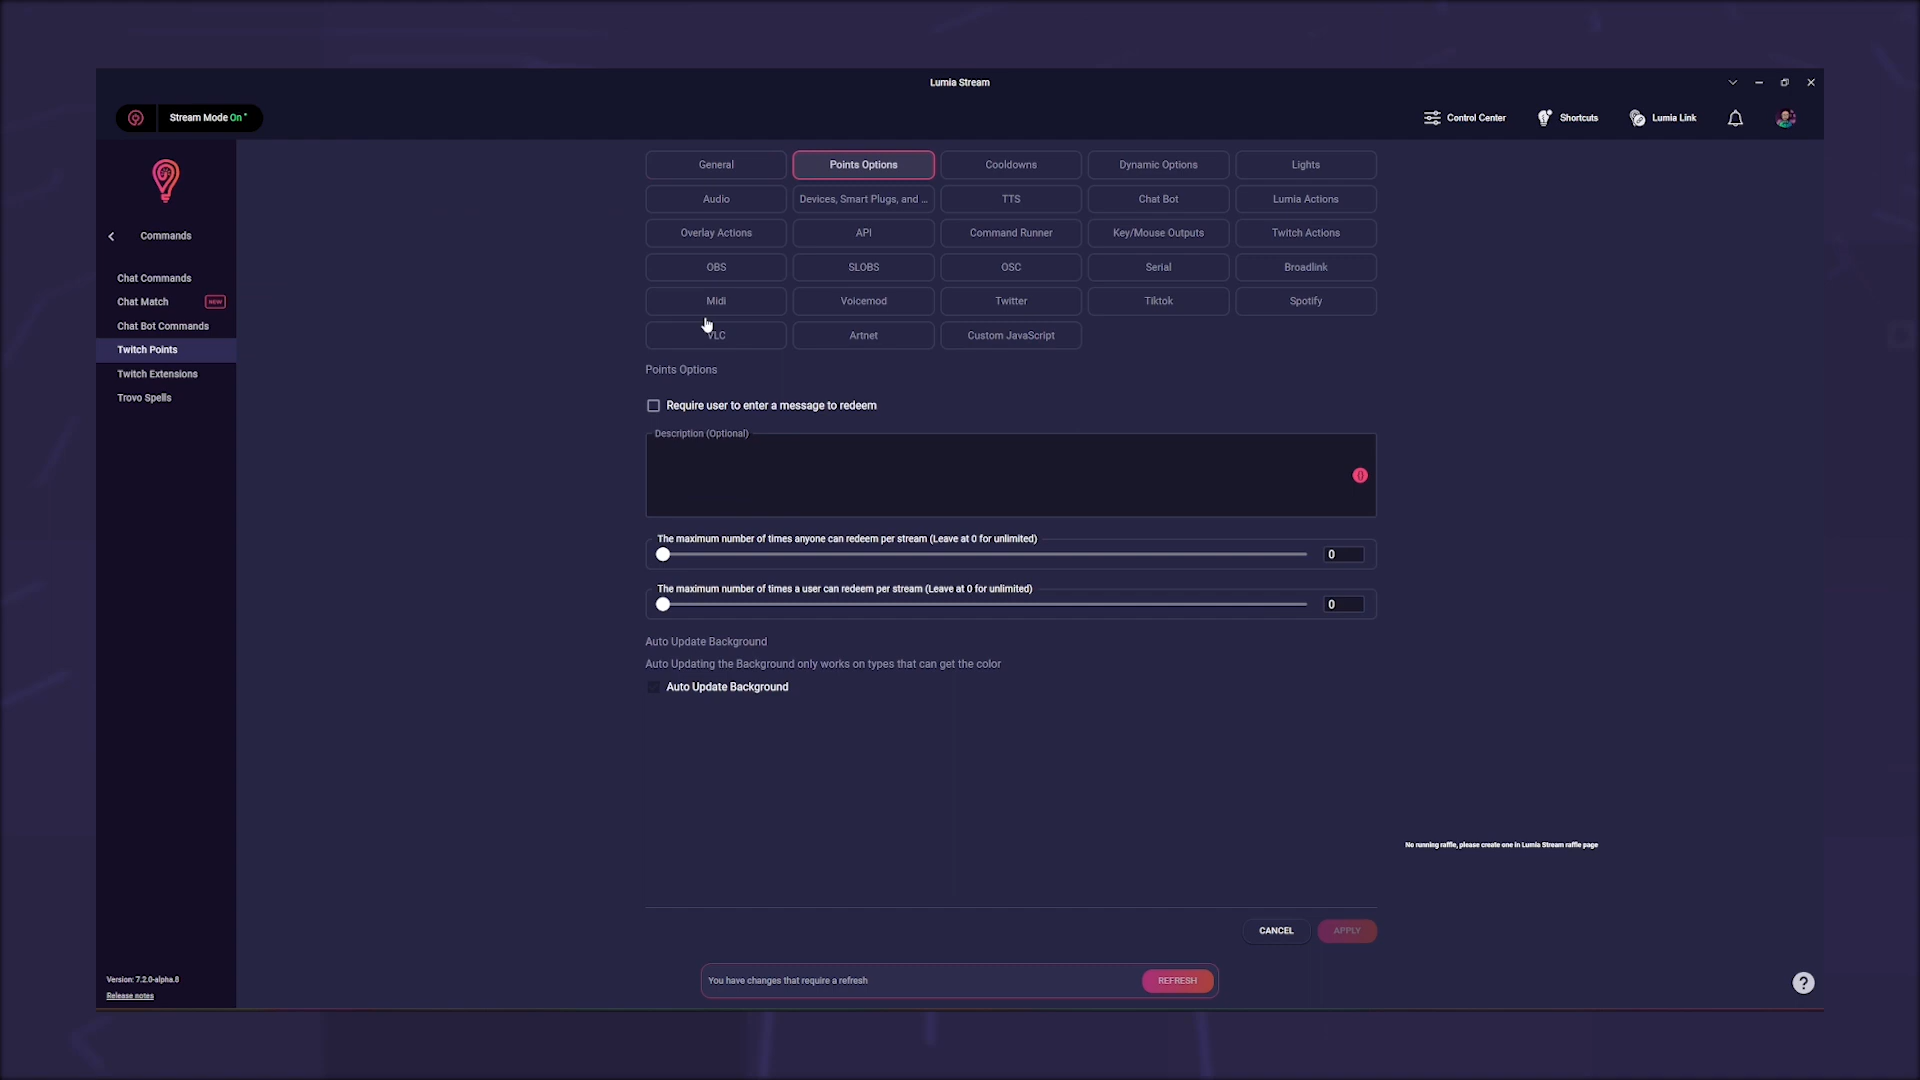 Lumia Stream
Stream Mode On
Control Center
Shortcuts
Lumia Link
Commands
Chat Commands
Chat Match NEW
Chat Bot Commands
Twitch Points
Twitch Extensions
Trovo Spells
General
Points Options
Cooldowns
Dynamic Options
Lights
Audio
Devices, Smart Plugs, and ...
TTS
Chat Bot
Lumia Actions
Overlay Actions
API
Command Runner
Key/Mouse Outputs
Twitch Actions
OBS
SLOBS
OSC
Serial
Broadlink
Midi
Voicemod
Twitter
Tiktok
Spotify
VLC
Artnet
Custom JavaScript
Points Options
Require user to enter a message to redeem
Description (Optional)
The maximum number of times anyone can redeem per stream (Leave at 0 for unlimited)
0
The maximum number of times a user can redeem per stream (Leave at 0 for unlimited)
0
Auto Update Background
Auto Updating the Background only works on types that can get the color
Auto Update Background
No running raffle, please create one in Lumia Stream raffle page
CANCEL
APPLY
You have changes that require a refresh
REFRESH
Version: 7.2.0-alpha.8
Release notes
?